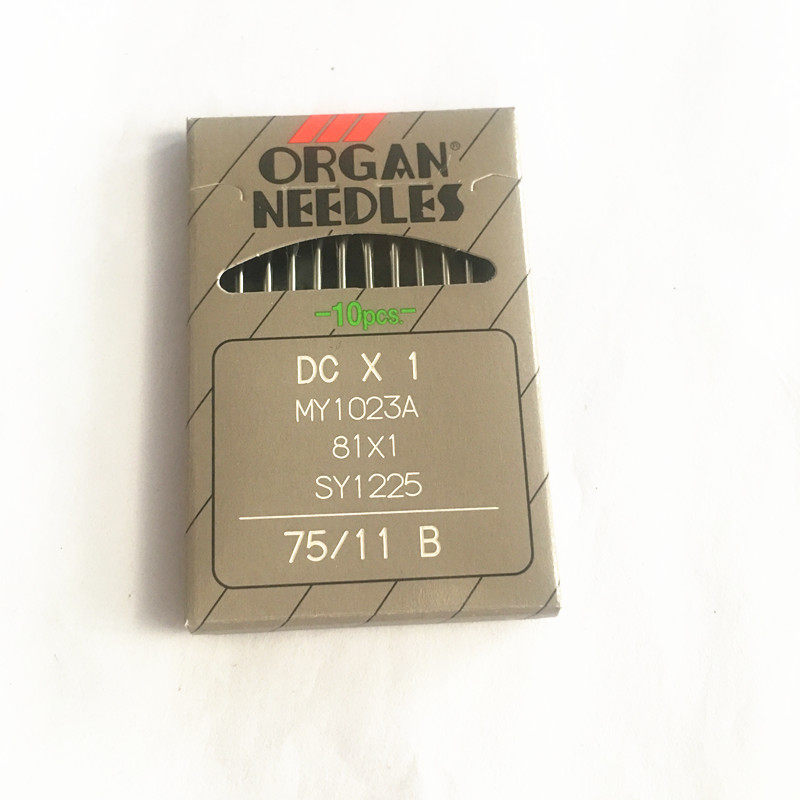 ORGAN®
NEEDLES
-10pcs.-
DC X 1
MY1023A
81X1
SY1225
75/11 B